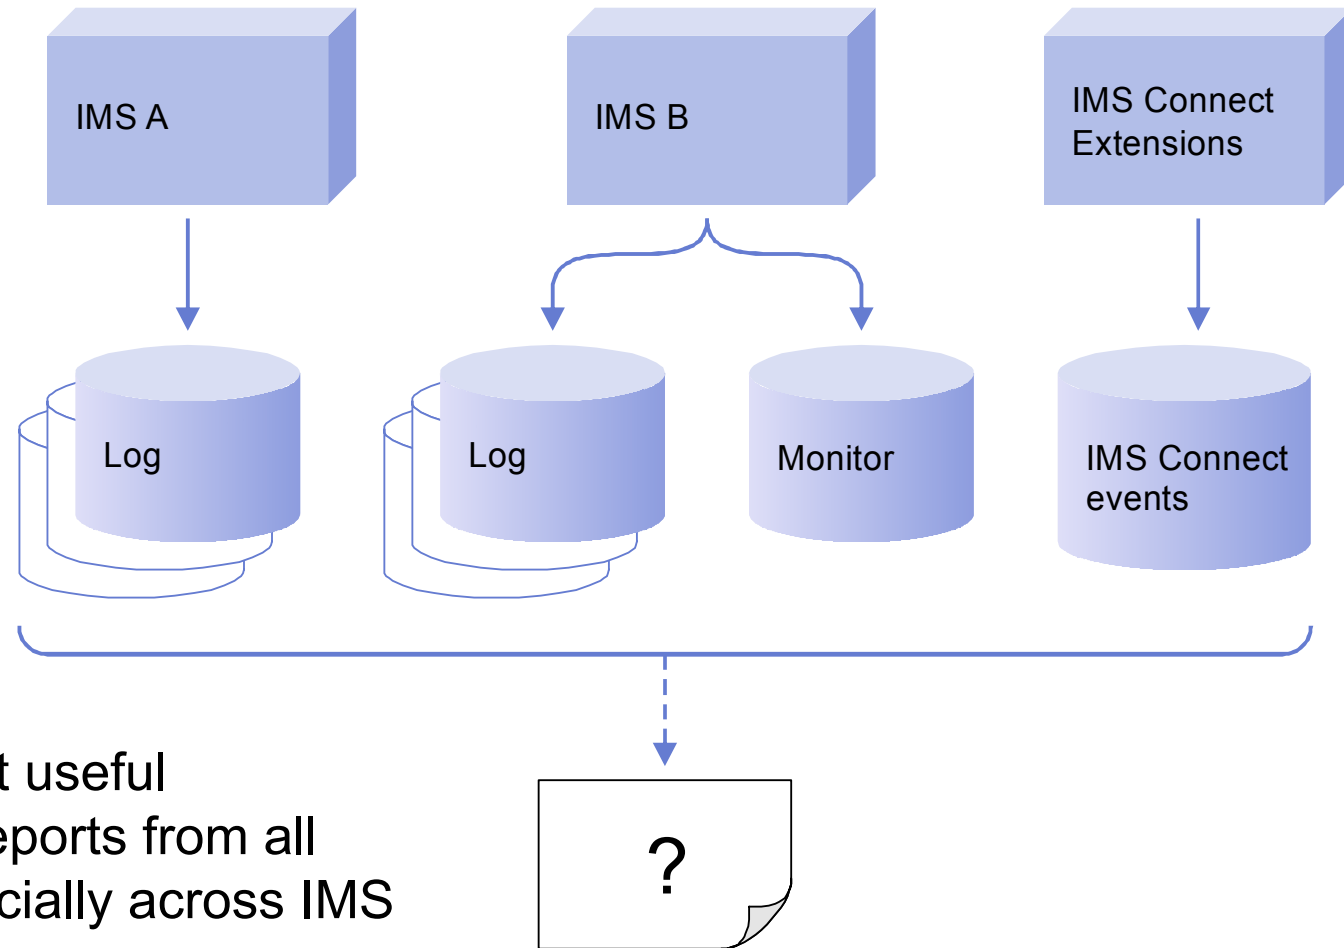 IMS A
IMS B
IMS Connect
Extensions
Log
Log
Monitor
IMS Connect
events
t useful
eports from all
cially across IMS
?